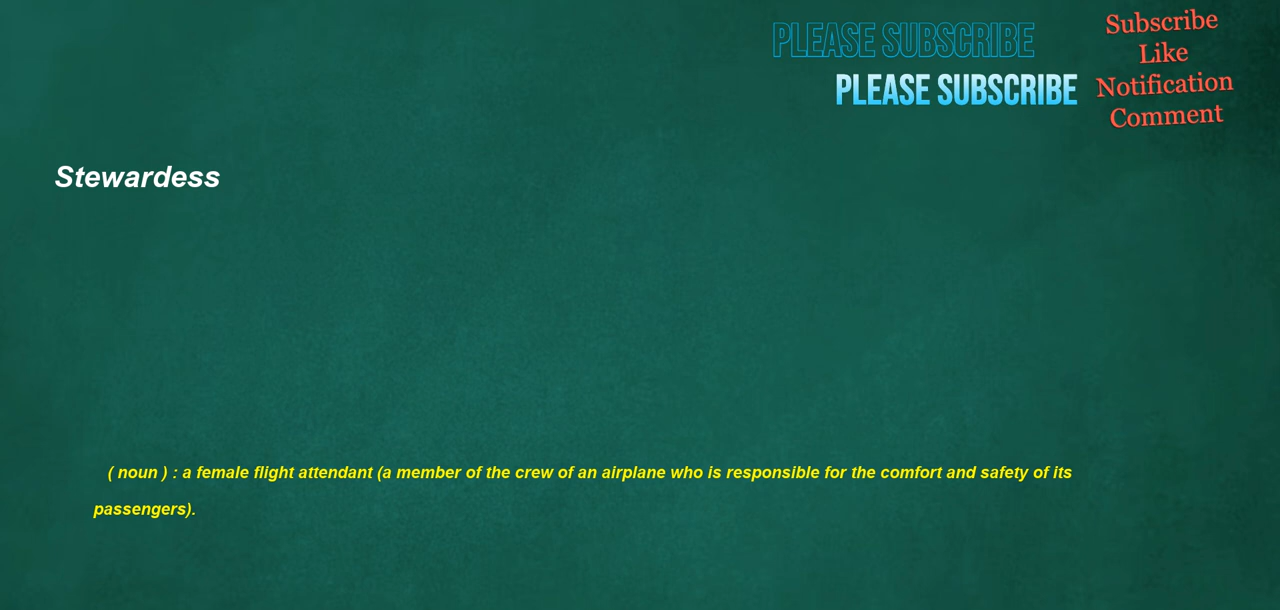 PLEASE SUBSCRIBE
PLEASE SUBSCRIBE
Subscribe
Like
Notification
Comment
Stewardess
( noun ) : a female flight attendant (a member of the crew of an airplane who is responsible for the comfort and safety of its
passengers).